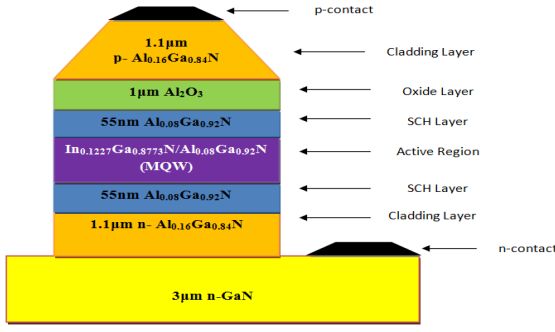 p-contact
1.1μm
p- Al0.16Ga0.84N
Cladding Layer
1μm Al2O3
Oxide Layer
55nm Al0.08Ga0.92N
SCH Layer
In0.1227Ga0.8773N/Al0.08Ga0.92N
(MQW)
Active Region
55nm Al0.08Ga0.92N
SCH Layer
1.1μm n- Al0.16Ga0.84N
Cladding Layer
n-contact
3μm n-GaN